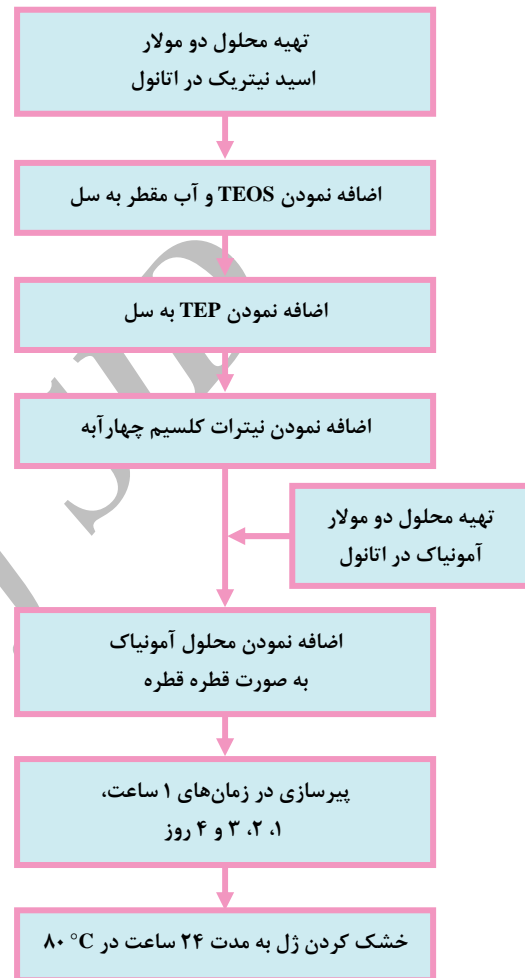 تهیه محلول دو مولار
اسید نیتریک در اتانول
اضافه نمودن TEOS و آب مقطر به سل
اضافه نمودن TEP به سل
اضافه نمودن نیترات کلسیم چهارآبه
تهیه محلول دو مولار
آمونیاک در اتانول
اضافه نمودن محلول آمونیاک
به صورت قطره قطره
پیرسازی در زمان‌های ۱ ساعت،
۱، ۲، ۳ و ۴ روز
خشک کردن ژل به مدت ۲۴ ساعت در ۸۰ °C